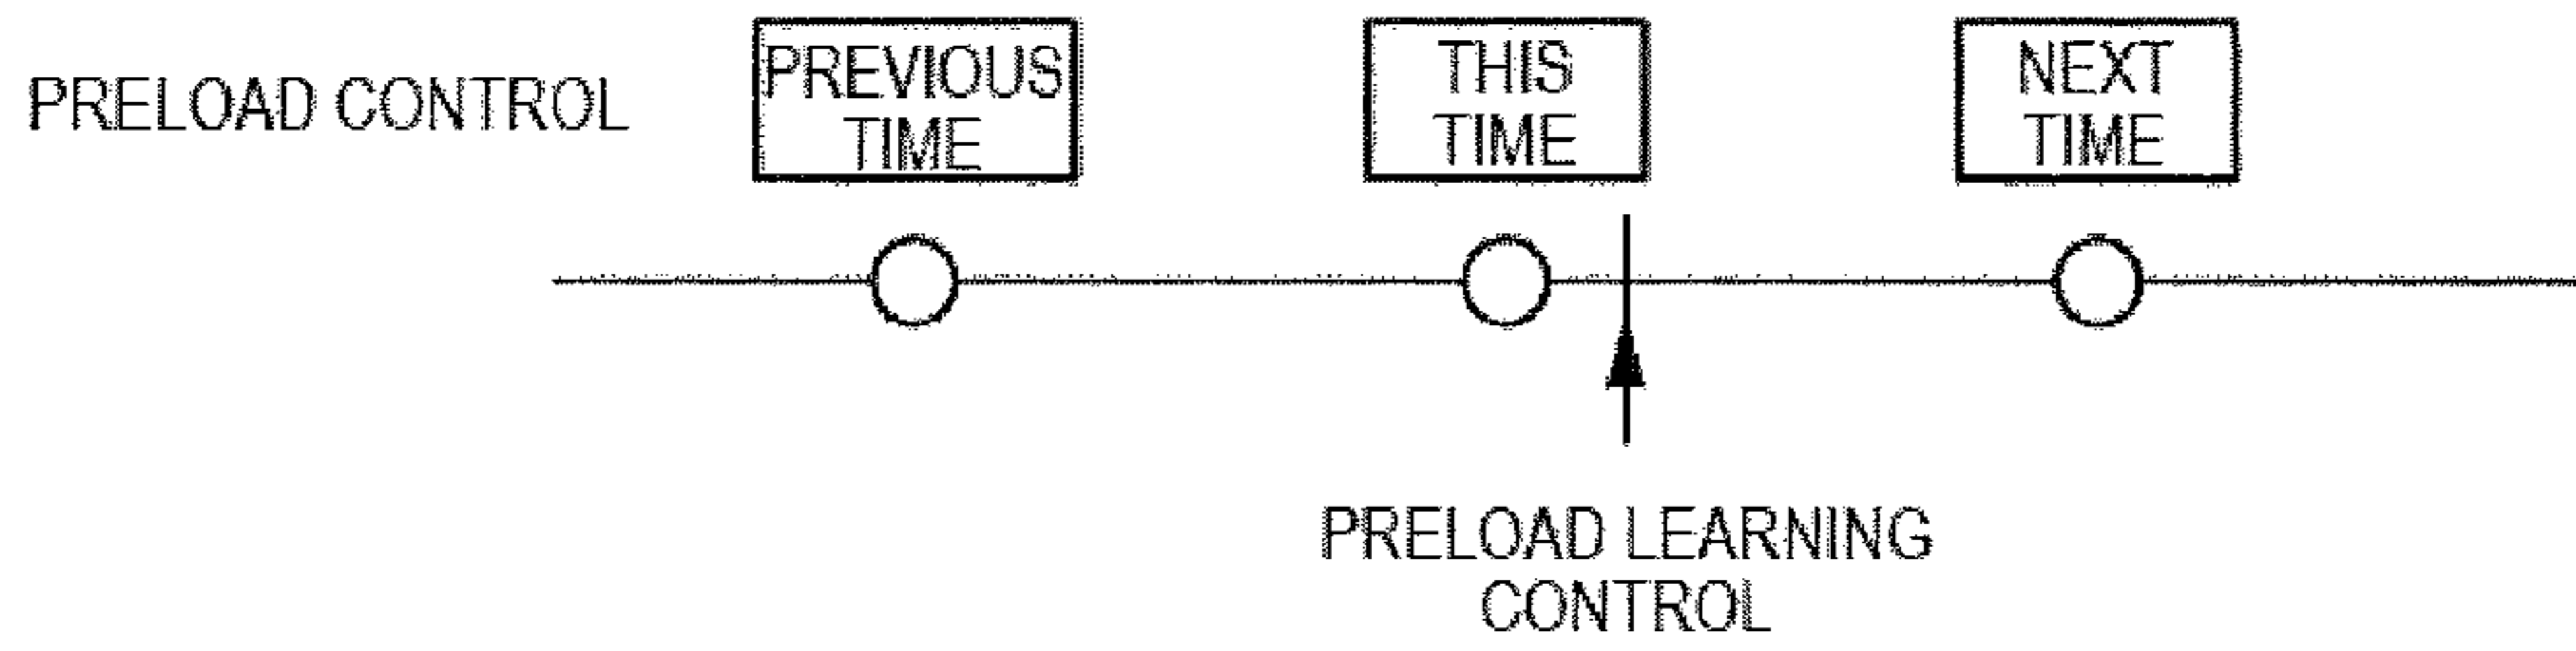 PRELOAD CONTROL
PREVIOUS
TIME
THIS
TIME
NEXT
TIME
PRELOAD LEARNING
CONTROL